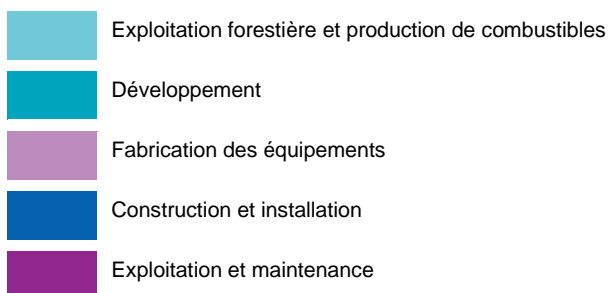 Exploitation forestière et production de combustibles
Développement
Fabrication des équipements
Construction et installation
Exploitation et maintenance